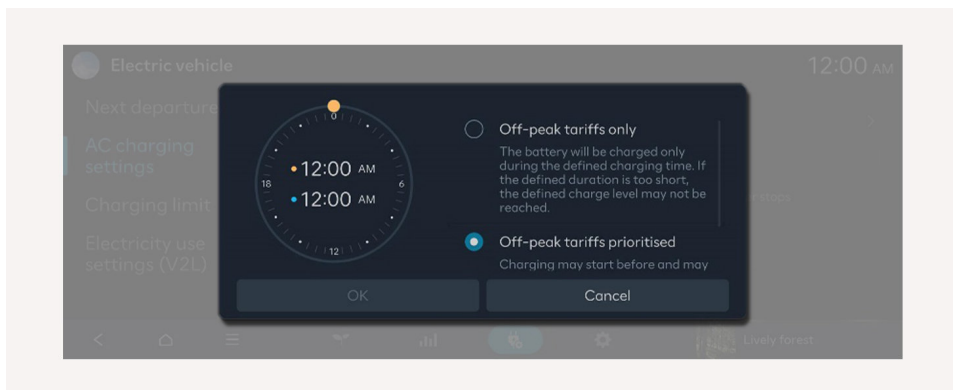 Electric vehicle
12:00 AM
Next departure
AC charging
settings
Charging limit
Electricity use
settings (V2L)
0
18
6
12
12:00 AM
12:00 AM
Off-peak tariffs only
The battery will be charged only
during the defined charging time. If
the defined duration is too short,
the defined charge level may not be
reached.
Off-peak tariffs prioritised
Charging may start before and may
OK
Cancel
Lively forest